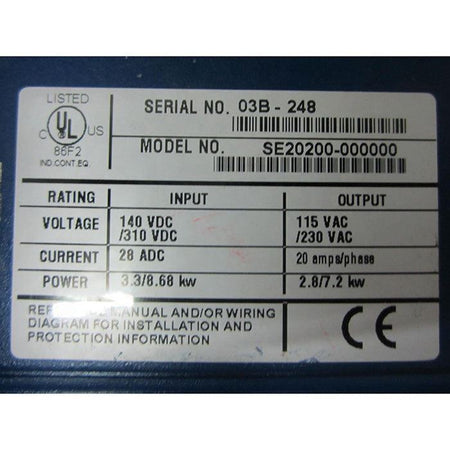 LISTED
UL
C US
86F2
IND.CONT.EQ.
SERIAL NO. 03B - 248
MODEL NO. SE20200-000000
RATING INPUT OUTPUT
VOLTAGE 140 VDC 115 VAC
/310 VDC /230 VAC
CURRENT 28 ADC 20 amps/phase
POWER 3.3/8.68 kw 2.8/7.2 kw
MANUAL AND/OR WIRING
DIAGRAM FOR INSTALLATION AND
PROTECTION INFORMATION
CE